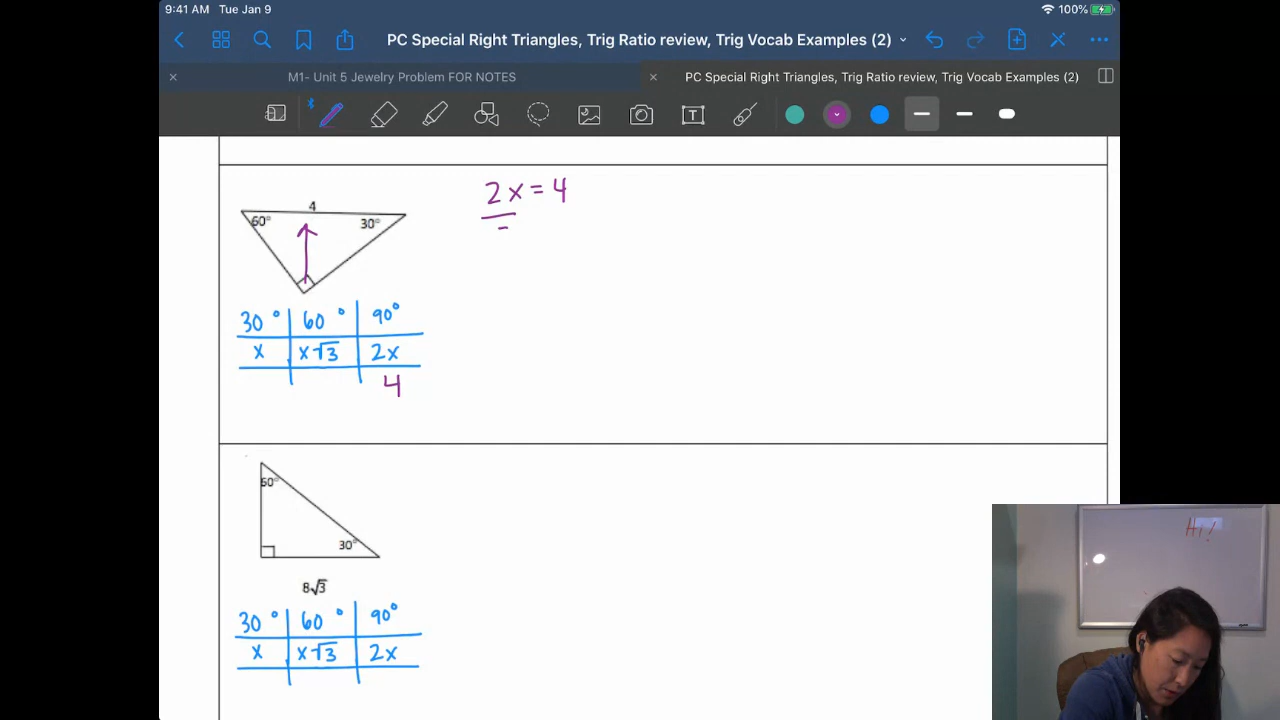 9:41 AM Tue Jan 9
100%
PC Special Right Triangles, Trig Ratio review, Trig Vocab Examples (2)
M1- Unit 5 Jewelry Problem FOR NOTES
PC Special Right Triangles, Trig Ratio review, Trig Vocab Examples (2)
T
2x = 4
4
60° 30°
30° 60° 90°
x x√3 2x
4
60°
30°
8√3
30° 60° 90°
x x√3 2x
Hi!